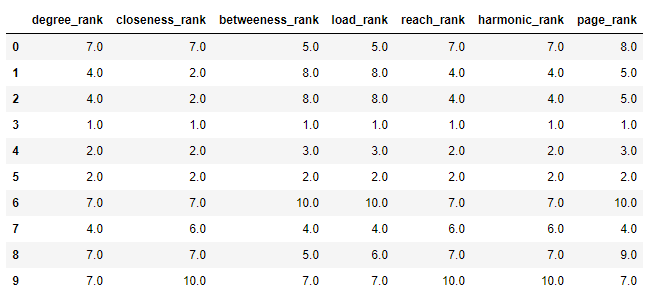 degree_rank closeness_rank betweeness_rank load_rank reach_rank harmonic_rank page_rank
0 7.0 7.0 5.0 5.0 7.0 7.0 8.0
1 4.0 2.0 8.0 8.0 4.0 4.0 5.0
2 4.0 2.0 8.0 8.0 4.0 4.0 5.0
3 1.0 1.0 1.0 1.0 1.0 1.0 1.0
4 2.0 2.0 3.0 3.0 2.0 2.0 3.0
5 2.0 2.0 2.0 2.0 2.0 2.0 2.0
6 7.0 7.0 10.0 10.0 7.0 7.0 10.0
7 4.0 6.0 4.0 4.0 6.0 6.0 4.0
8 7.0 7.0 5.0 6.0 7.0 7.0 9.0
9 7.0 10.0 7.0 7.0 10.0 10.0 7.0